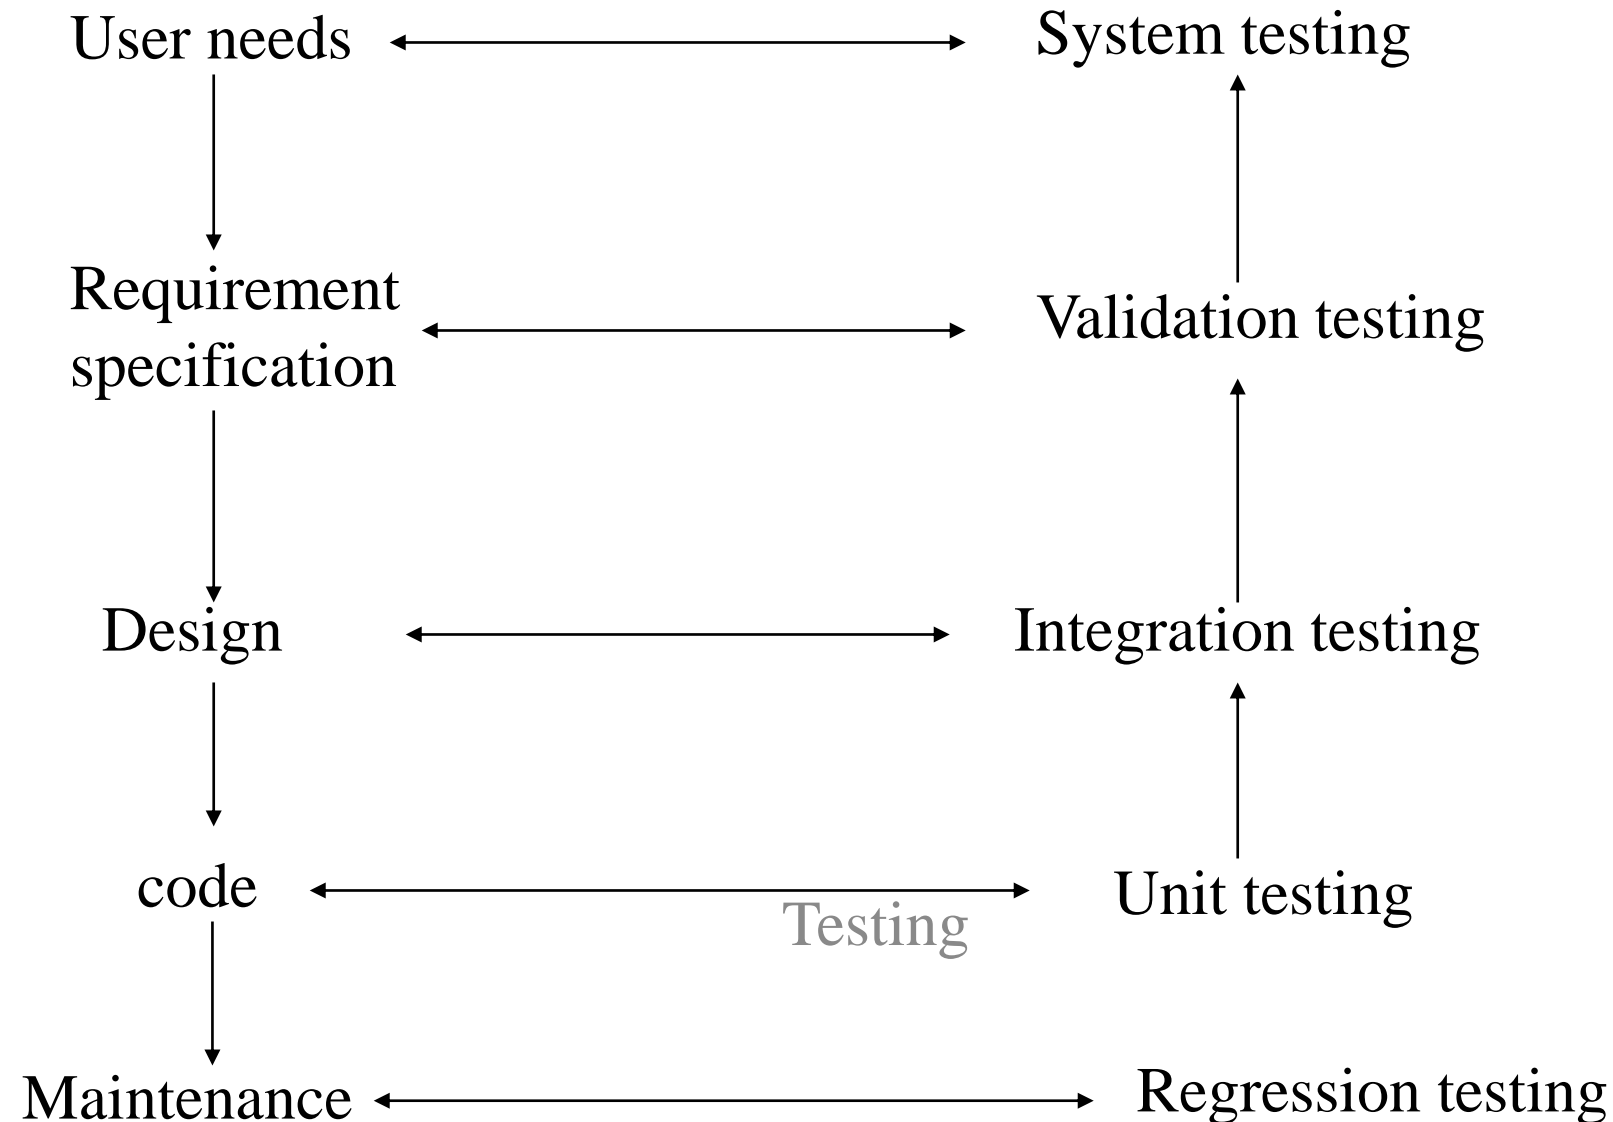 User needs
System testing
Requirement
specification
Validation testing
Design
Integration testing
code
Unit testing
Testing
Maintenance
Regression testing